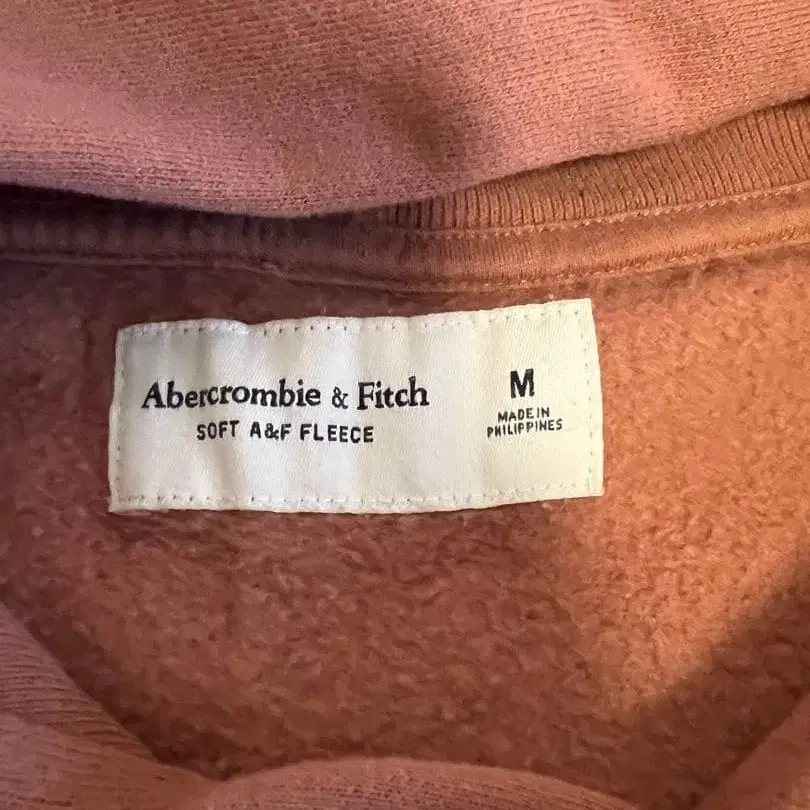 Abercrombie & Fitch
SOFT A&F FLEECE
M
MADE IN
PHILIPPINES